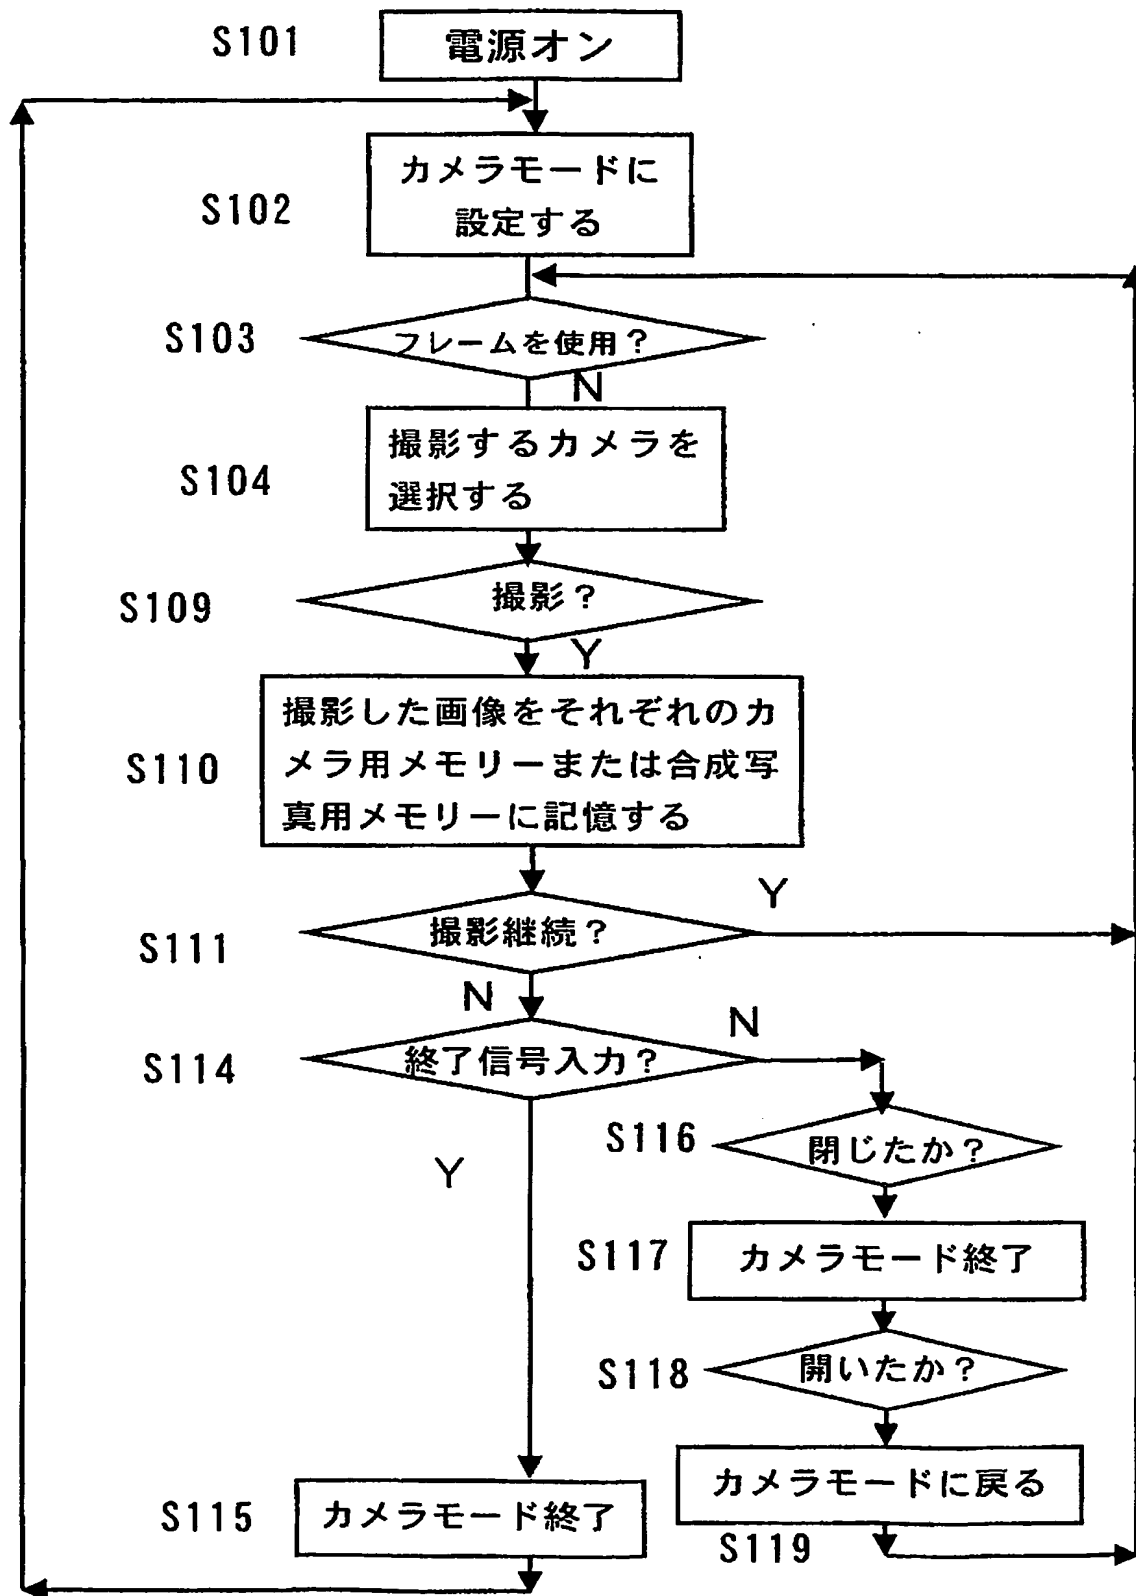 S101
電源オン
S102
カメラモードに
設定する
S103
フレームを使用？
N
S104
撮影するカメラを
選択する
S109
撮影？
Y
S110
撮影した画像をそれぞれのカ
メラ用メモリーまたは合成写
真用メモリーに記憶する
S111
撮影継続？
Y
N
S114
終了信号入力？
N
Y
S116
閉じたか？
S117
カメラモード終了
S118
開いたか？
S115
カメラモード終了
カメラモードに戻る
S119